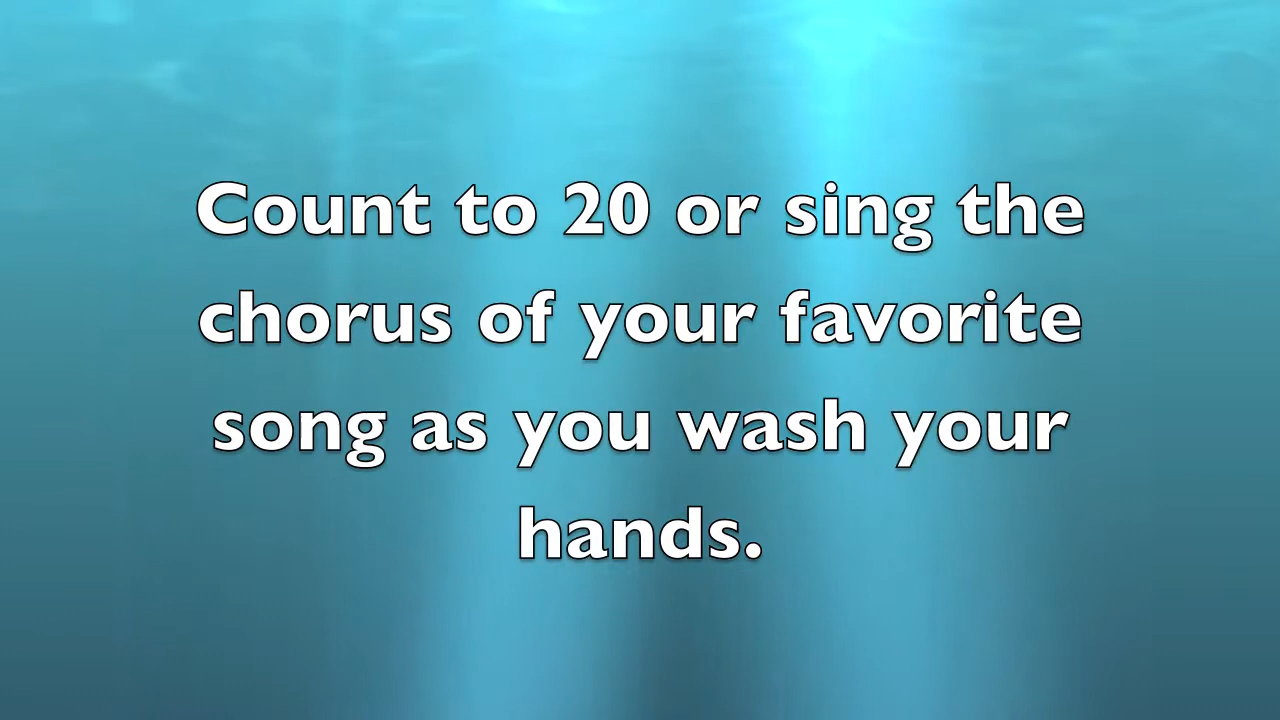 Count to 20 or sing the
chorus of your favorite
song as you wash your
hands.